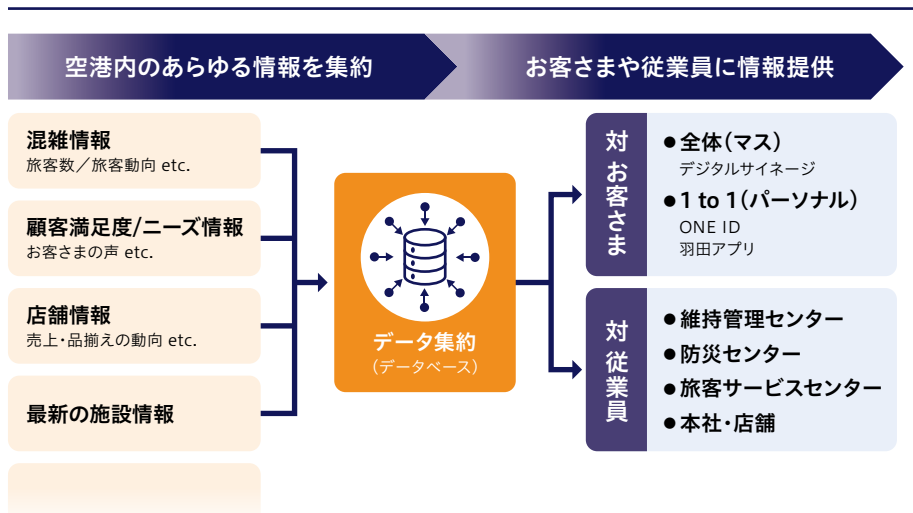 空港内のあらゆる情報を集約
お客さまや従業員に情報提供
混雑情報
旅客数／旅客動向 etc.
顧客満足度/ニーズ情報
お客さまの声 etc.
店舗情報
売上・品揃えの動向 etc.
最新の施設情報
データ集約
(データベース)
対お客さま
●全体(マス)
デジタルサイネージ
●1 to 1(パーソナル)
ONE ID
羽田アプリ
対従業員
●維持管理センター
●防災センター
●旅客サービスセンター
●本社・店舗